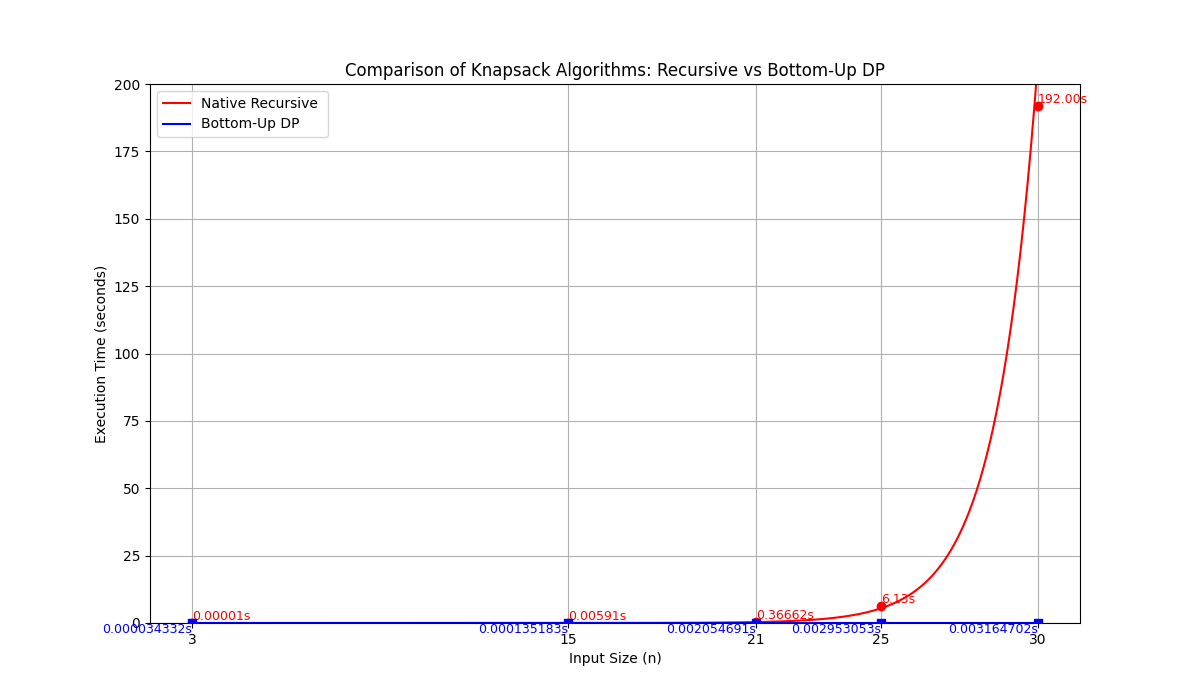 Comparison of Knapsack Algorithms: Recursive vs Bottom-Up DP
Native Recursive
Bottom-Up DP
200
175
150
125
100
75
50
25
0
Execution Time (seconds)
192.00s
6.13s
0.36662s
0.00591s
0.00001s
0.000034332s
0.000135183s
0.002054691s
0.002953053s
0.003164702s
3
15
21
25
30
Input Size (n)